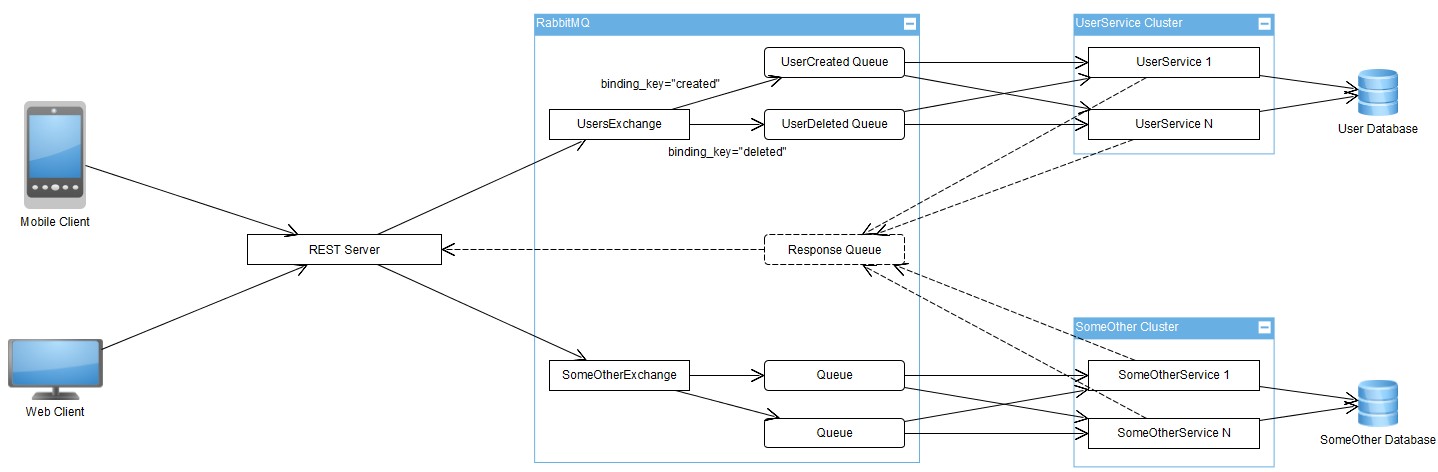 RabbitMQ
UserService Cluster
UserCreated Queue
UserService 1
binding_key="created"
UsersExchange
UserDeleted Queue
UserService N
User Database
binding_key="deleted"
Mobile Client
REST Server
Response Queue
SomeOther Cluster
SomeOtherExchange
Queue
SomeOtherService 1
Web Client
Queue
SomeOtherService N
SomeOther Database